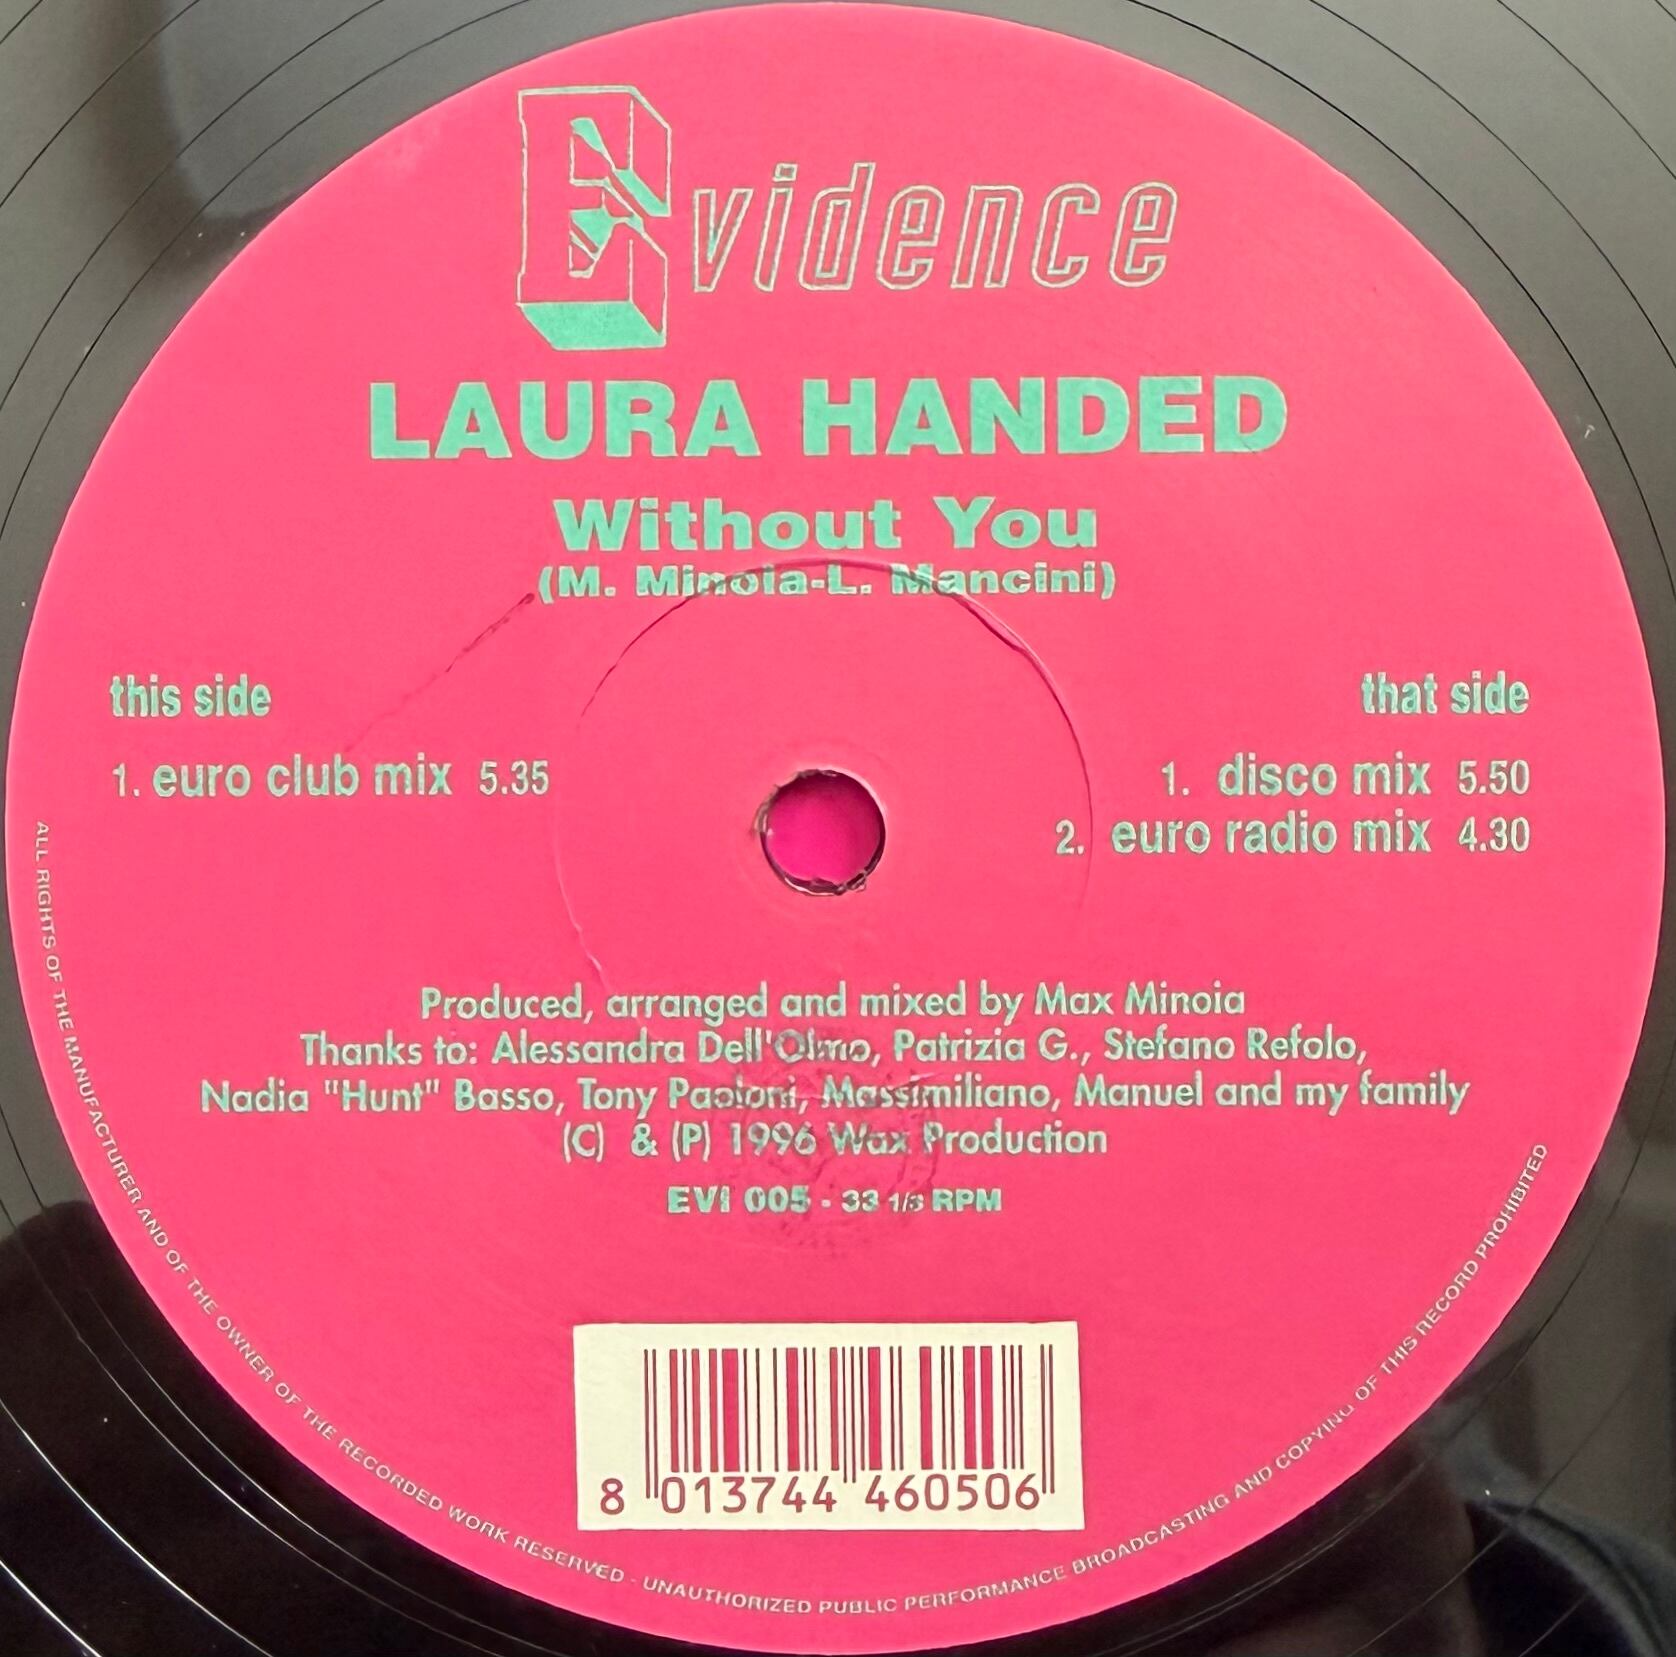 Evidence
LAURA HANDED
Without You
(M. Minoia-L. Mancini)
this side
1. euro club mix 5.35
that side
1. disco mix 5.50
2. euro radio mix 4.30
Produced, arranged and mixed by Max Minoia
Thanks to: Alessandra Dell'Olmo, Patrizia G., Stefano Refolo,
Nadia "Hunt" Basso, Tony Paoloni, Massimiliano, Manuel and my family
(C) & (P) 1996 Wax Production
EVI 005 - 33 1/3 RPM
8 013744 460506
ALL RIGHTS OF THE MANUFACTURER AND OF THE OWNER OF THE RECORDED WORK RESERVED - UNAUTHORIZED PUBLIC PERFORMANCE BROADCASTING AND COPYING OF THIS RECORD PROHIBITED